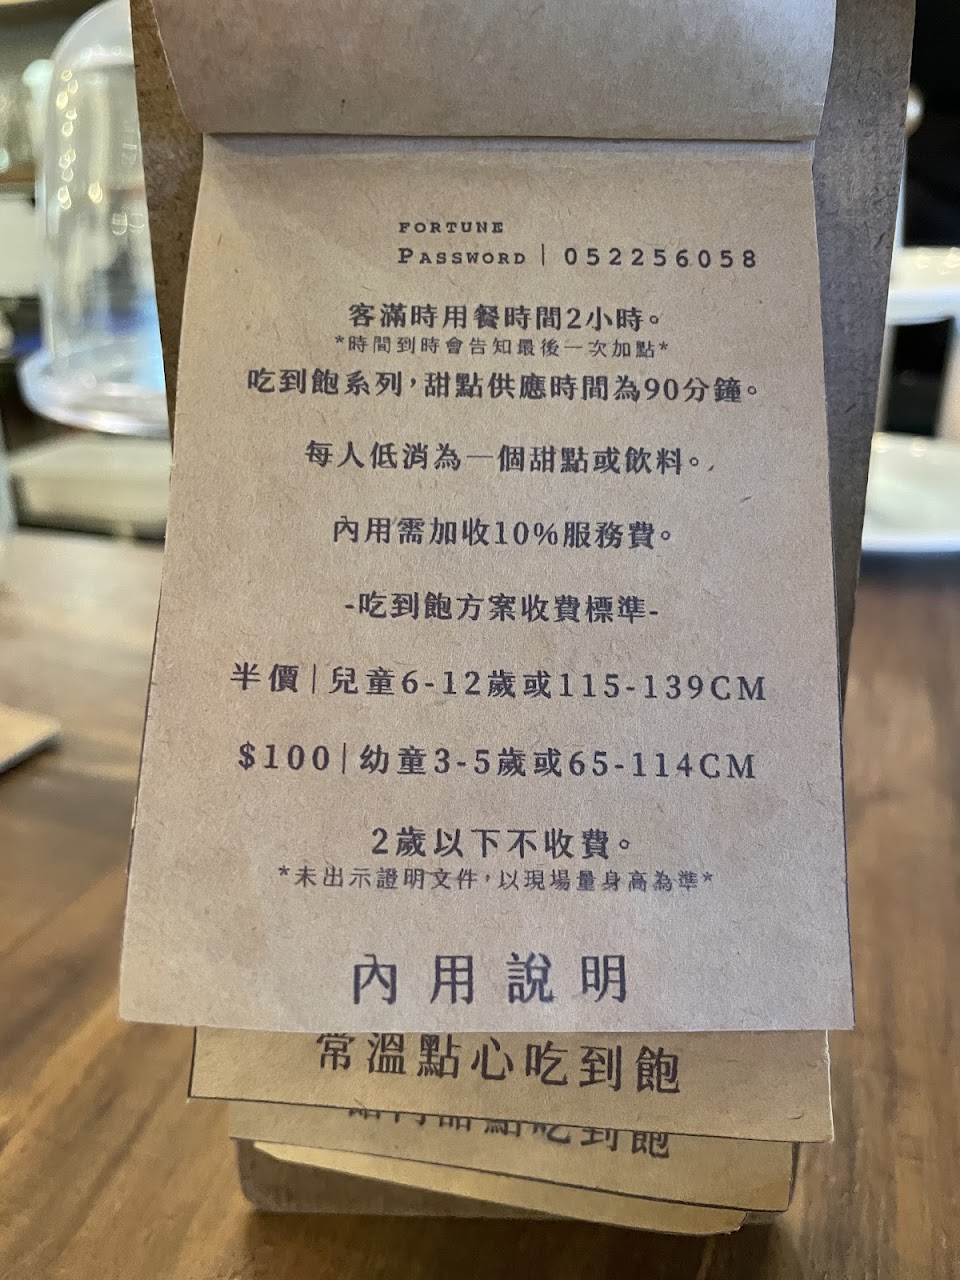 FORTUNE
PASSWORD | 052256058
客滿時用餐時間2小時。
*時間到時會告知最後一次加點*
吃到飽系列，甜點供應時間為90分鐘。
每人低消為一個甜點或飲料。
內用需加收10%服務費。
-吃到飽方案收費標準-
半價|兒童6-12歲或115-139CM
$100|幼童3-5歲或65-114CM
2歲以下不收費。
*未出示證明文件，以現場量身高為準*
內用說明
常溫點心吃到飽
甜點吃到飽